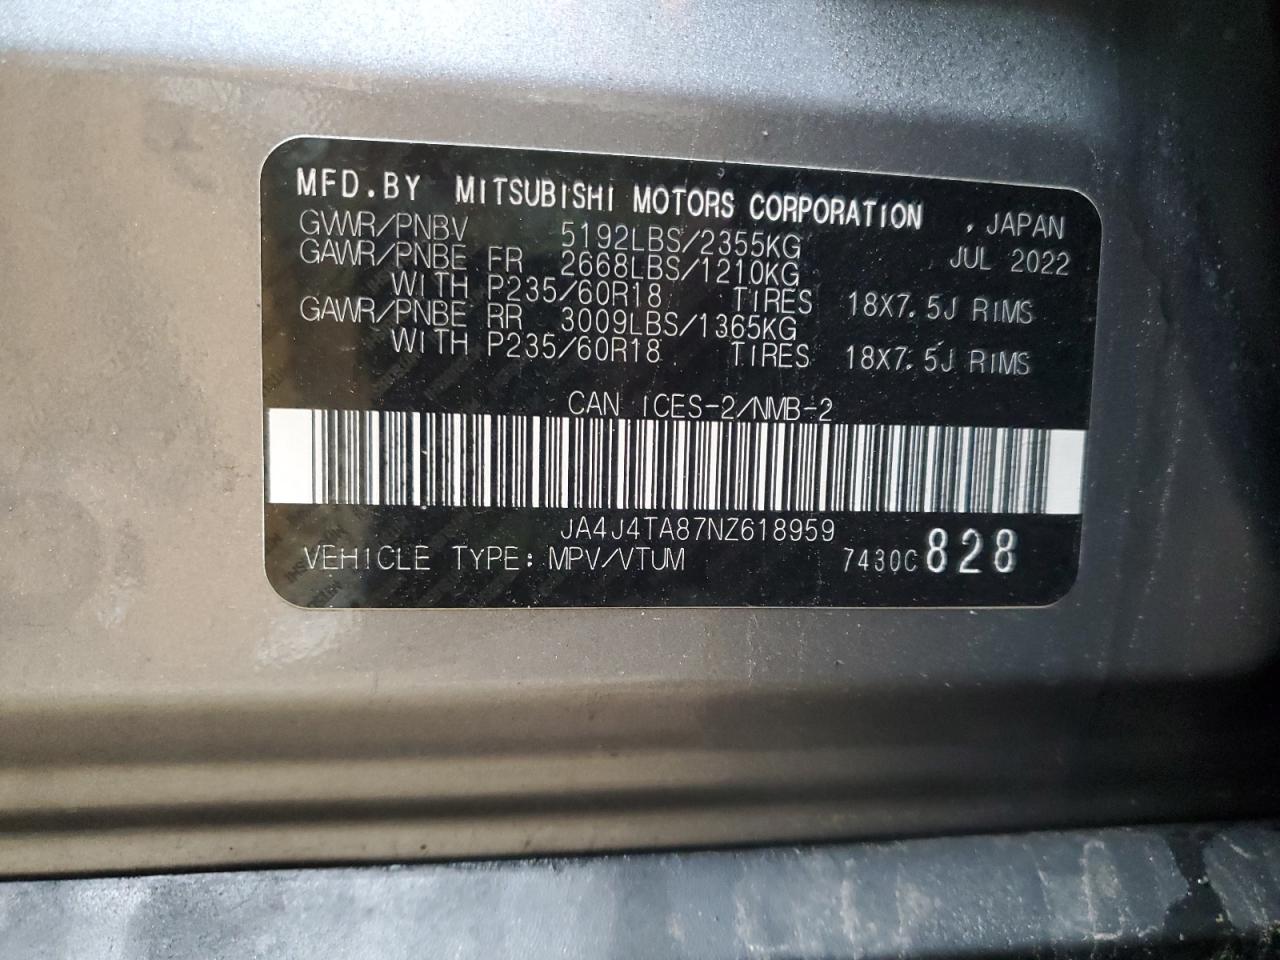 MFD.BY MITSUBISHI MOTORS CORPORATION , JAPAN
GVWR/PNBV 5192LBS/2355KG JUL 2022
GAWR/PNBE FR 2668LBS/1210KG
WITH P235/60R18 TIRES 18X7.5J RIMS
GAWR/PNBE RR 3009LBS/1365KG
WITH P235/60R18 TIRES 18X7.5J RIMS
CAN ICES-2/NMB-2
JA4J4TA87NZ618959
VEHICLE TYPE: MPV/VTUM 7430C 828